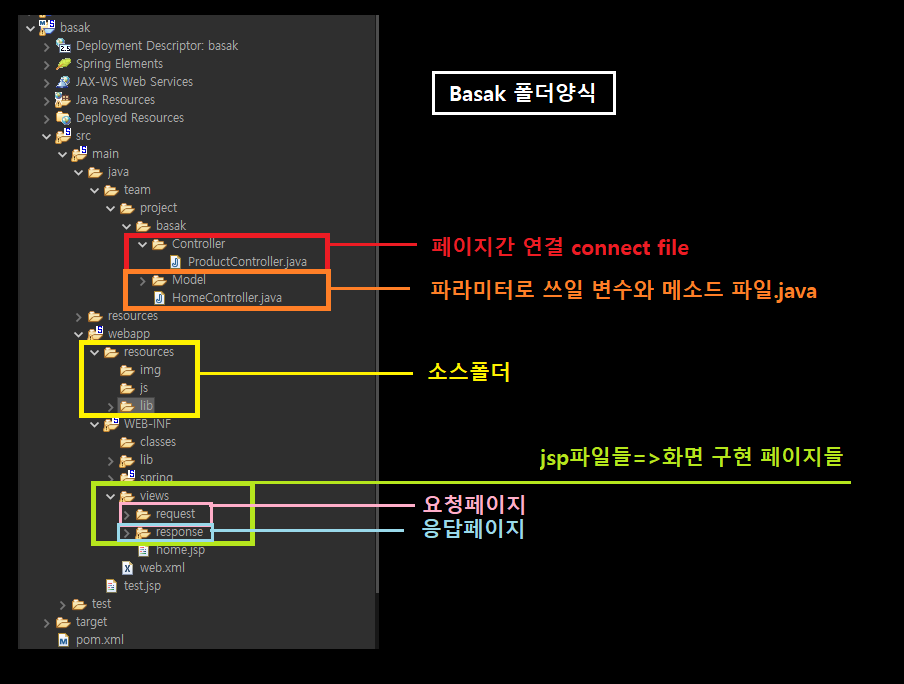 basak
Deployment Descriptor: basak
Spring Elements
JAX-WS Web Services
Java Resources
Deployed Resources
src
main
java
team
project
basak
Controller
ProductController.java
Model
HomeController.java
resources
webapp
resources
img
js
lib
WEB-INF
classes
lib
spring
views
request
response
home.jsp
web.xml
test.jsp
test
target
pom.xml
Basak 폴더양식
페이지간 연결 connect file
파라미터로 쓰일 변수와 메소드 파일.java
소스폴더
jsp파일들=>화면 구현 페이지들
요청페이지
응답페이지